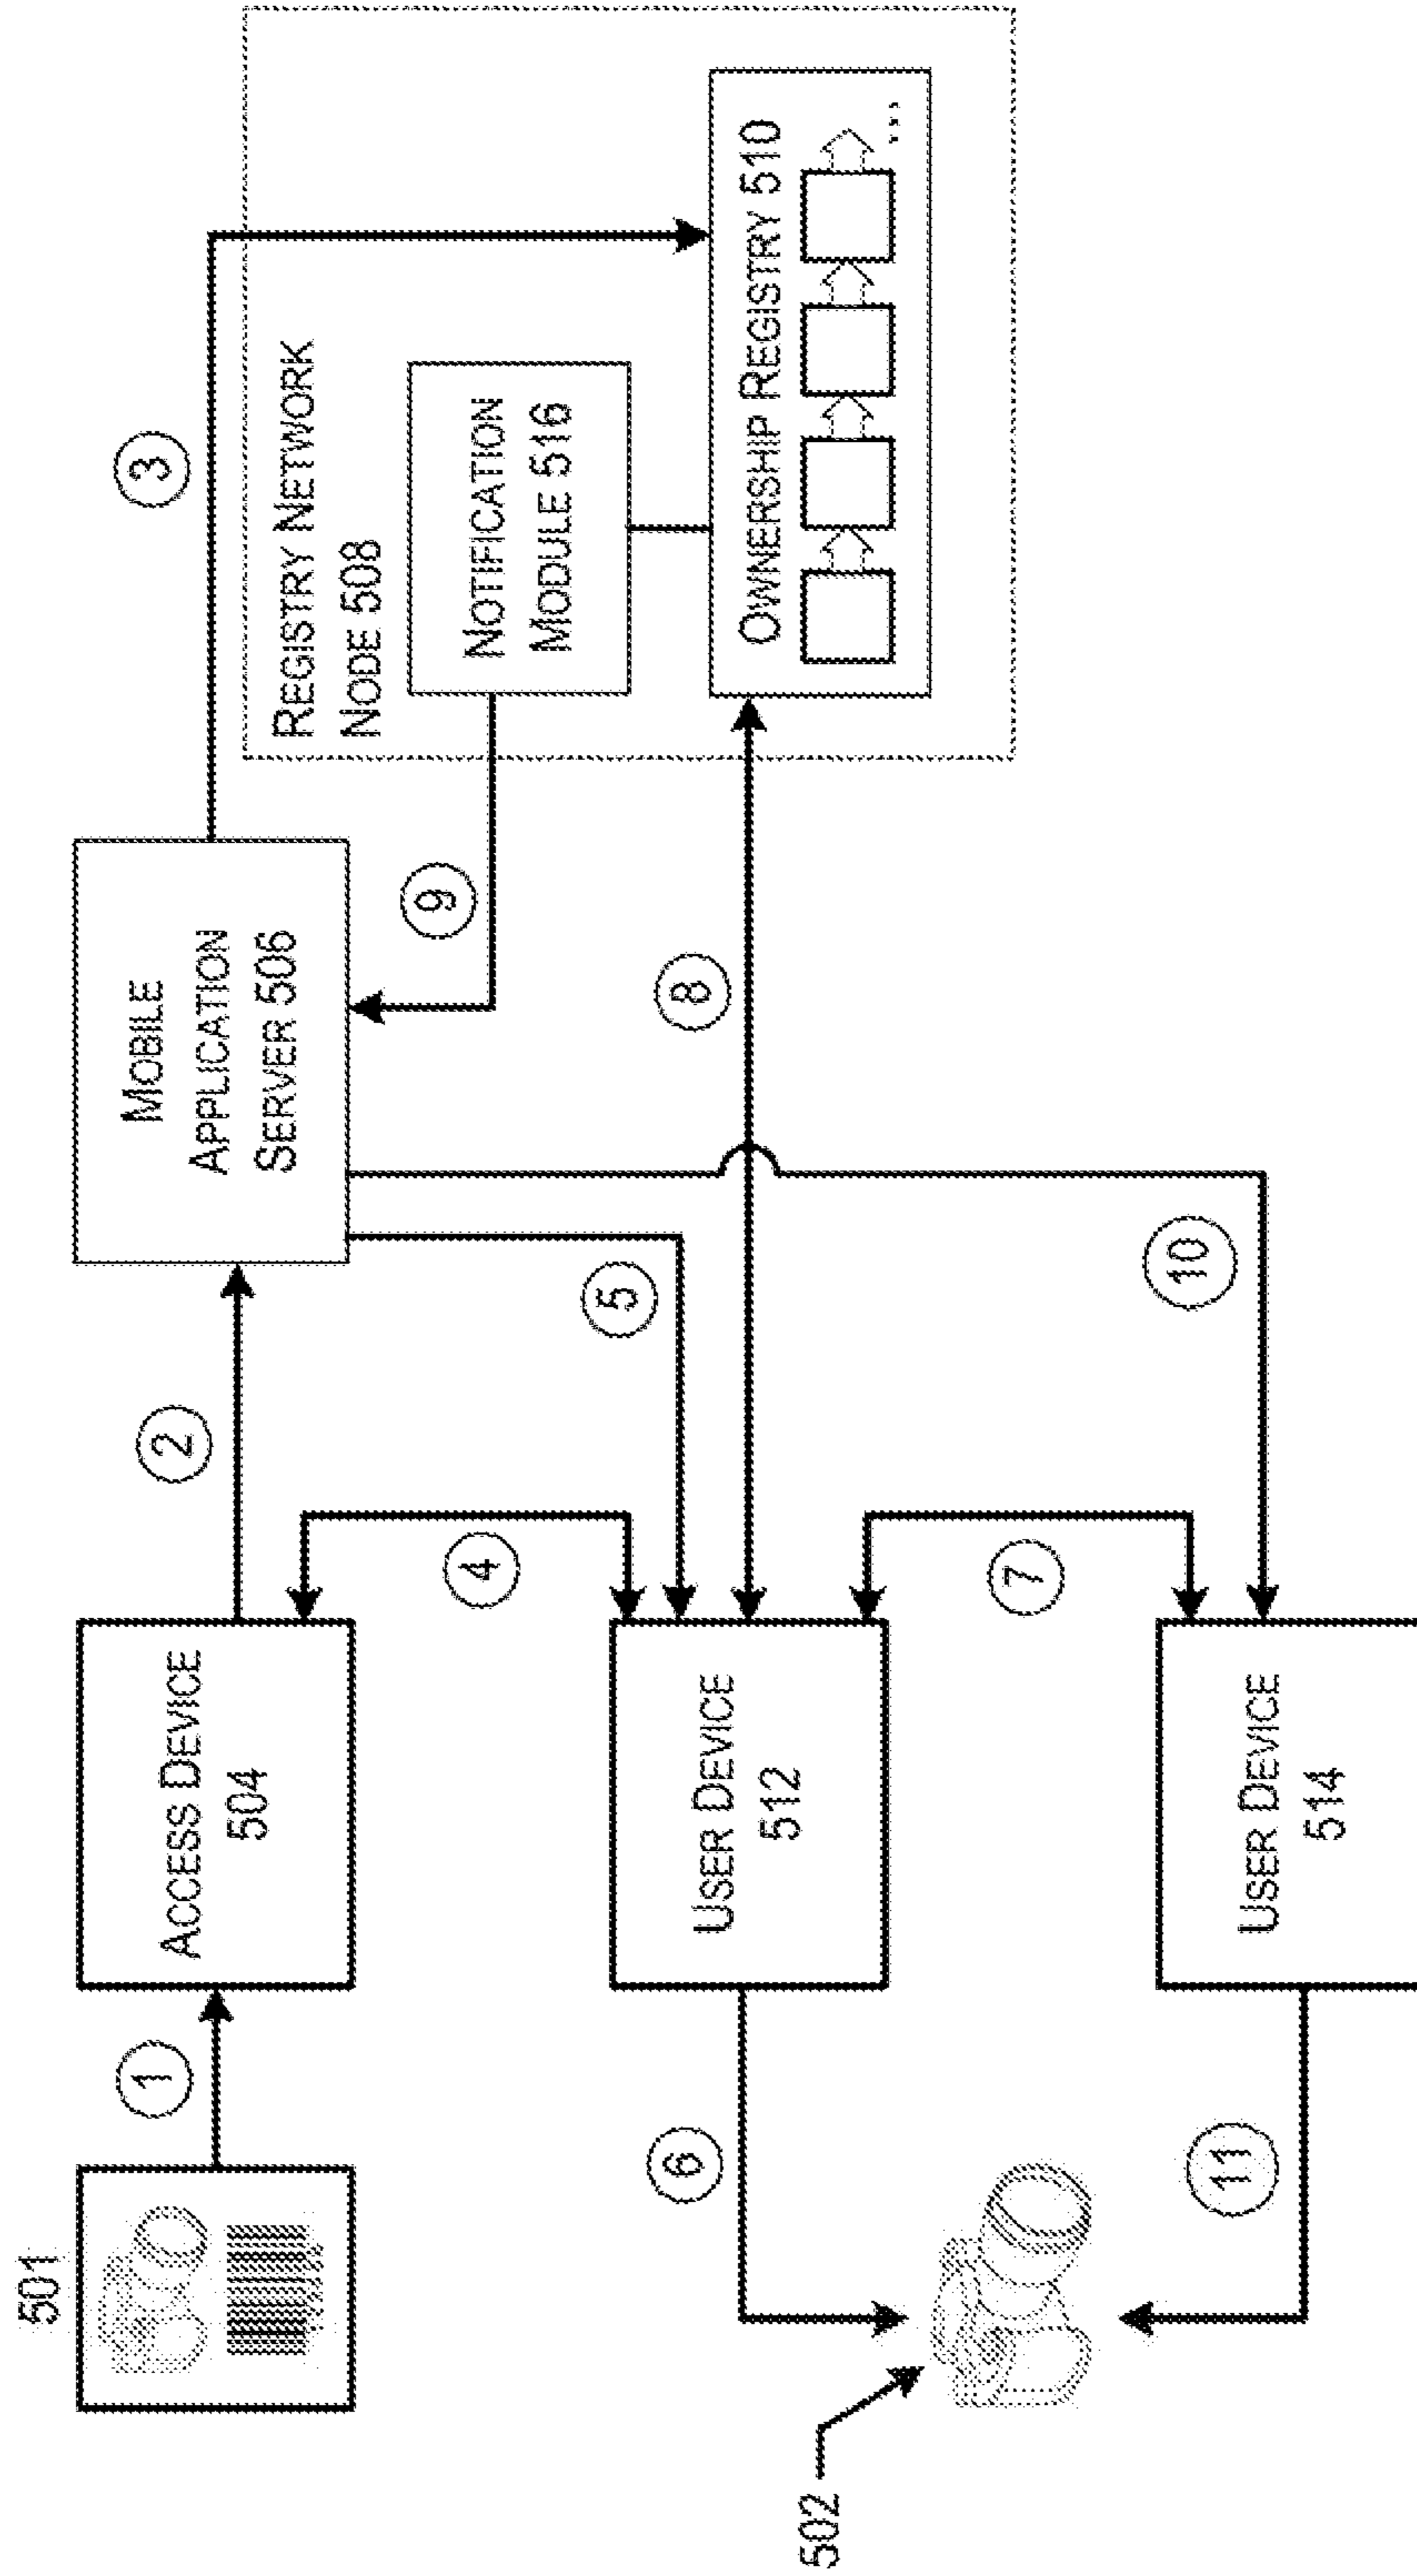 501
1
ACCESS DEVICE
504
2
MOBILE
APPLICATION
SERVER 506
3
REGISTRY NETWORK
NODE 508
NOTIFICATION
MODULE 516
OWNERSHIP REGISTRY 510
...
9
4
5
8
USER DEVICE
512
6
7
10
USER DEVICE
514
11
502